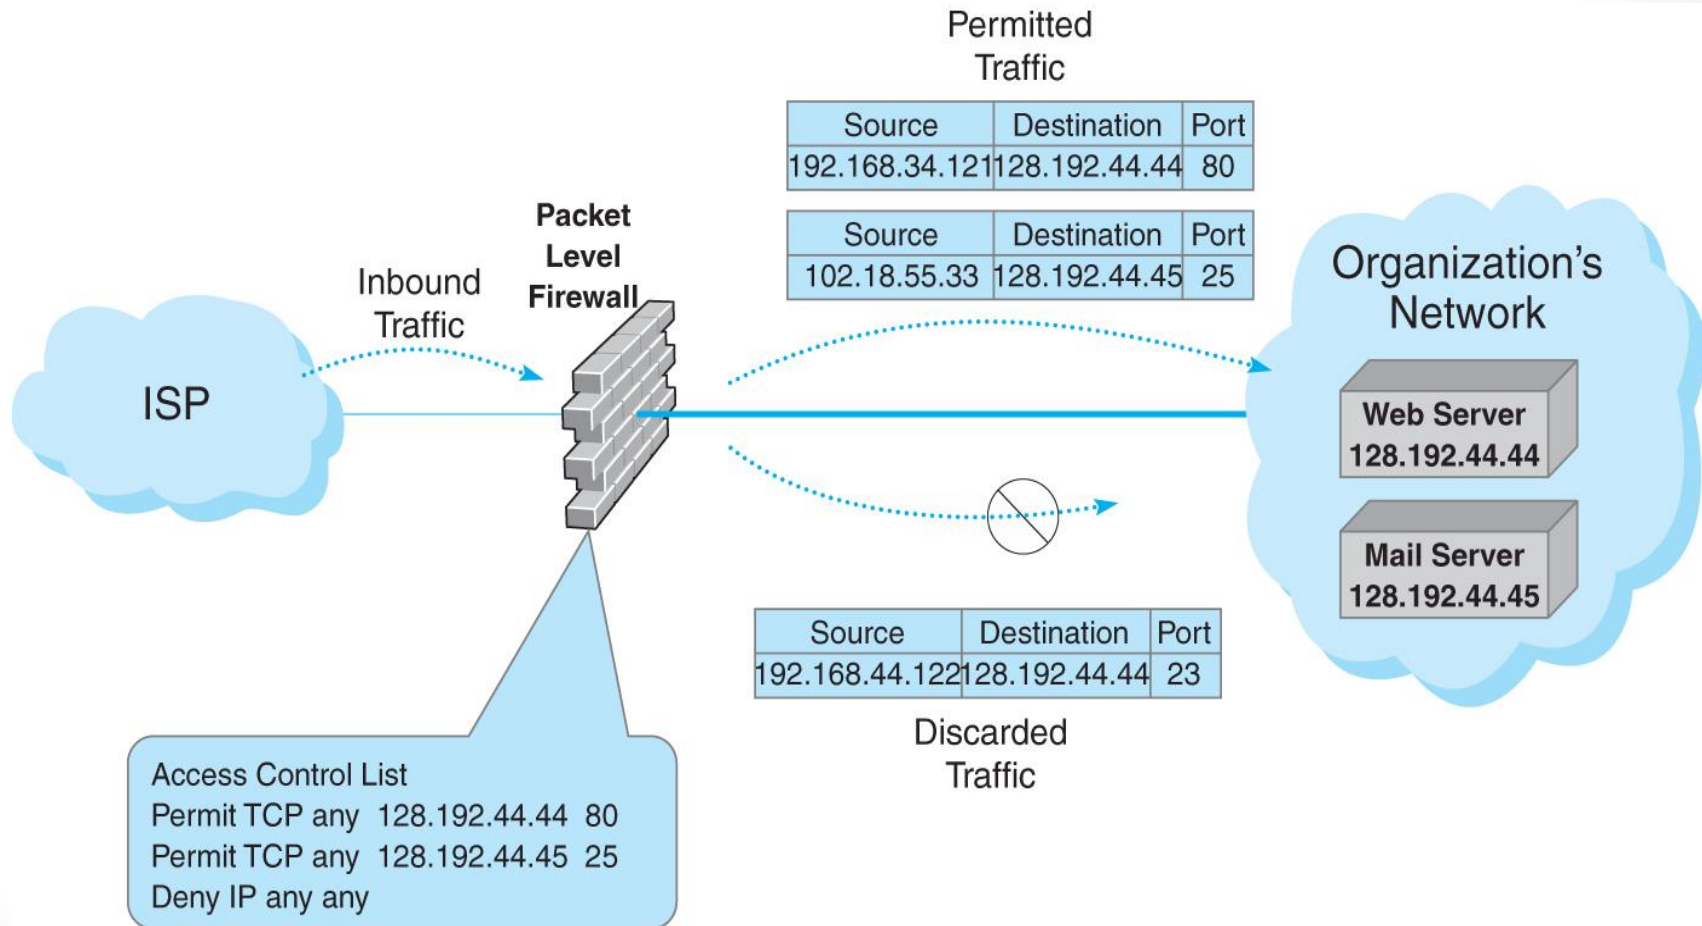 Permitted
Traffic
Source Destination Port
192.168.34.121 128.192.44.44 80
Source Destination Port
102.18.55.33 128.192.44.45 25
Packet
Level
Firewall
Inbound
Traffic
ISP
Organization's
Network
Web Server
128.192.44.44
Mail Server
128.192.44.45
Source Destination Port
192.168.44.122 128.192.44.44 23
Discarded
Traffic
Access Control List
Permit TCP any 128.192.44.44 80
Permit TCP any 128.192.44.45 25
Deny IP any any